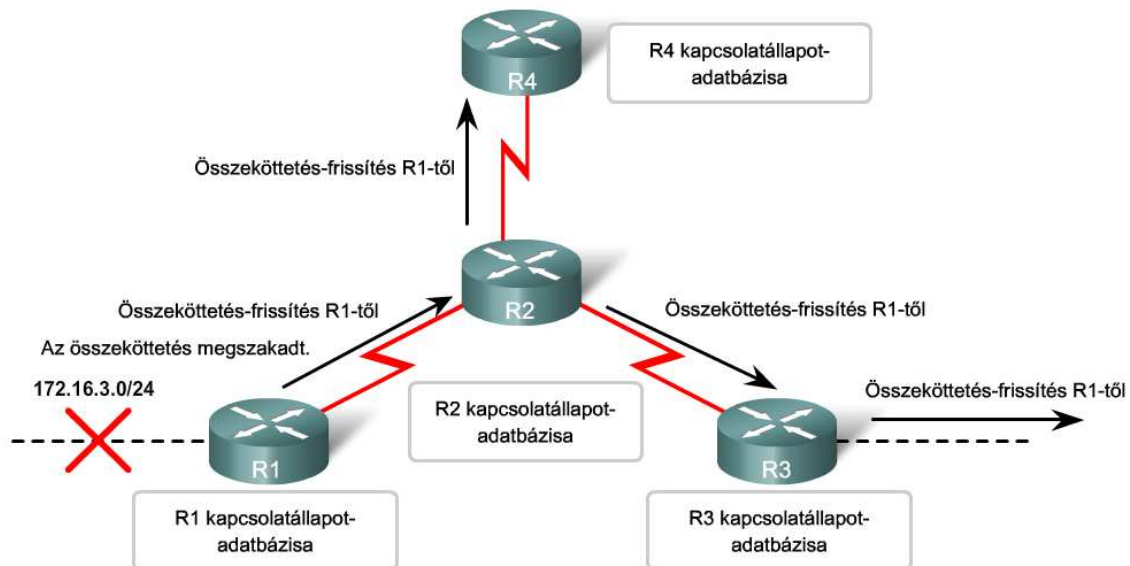 R4
R4 kapcsolatállapot-
adatbázisa
Összeköttetés-frissítés R1-től
R2
Összeköttetés-frissítés R1-től
Összeköttetés-frissítés R1-től
Az összeköttetés megszakadt.
172.16.3.0/24
Összeköttetés-frissítés R1-től
R2 kapcsolatállapot-
adatbázisa
R1
R3
R1 kapcsolatállapot-
adatbázisa
R3 kapcsolatállapot-
adatbázisa